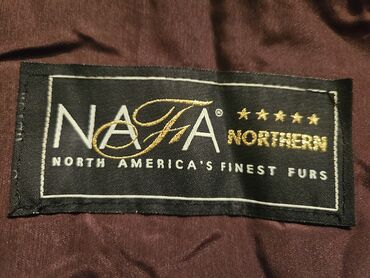 NAFA® NORTHERN
NORTH AMERICA'S FINEST FURS